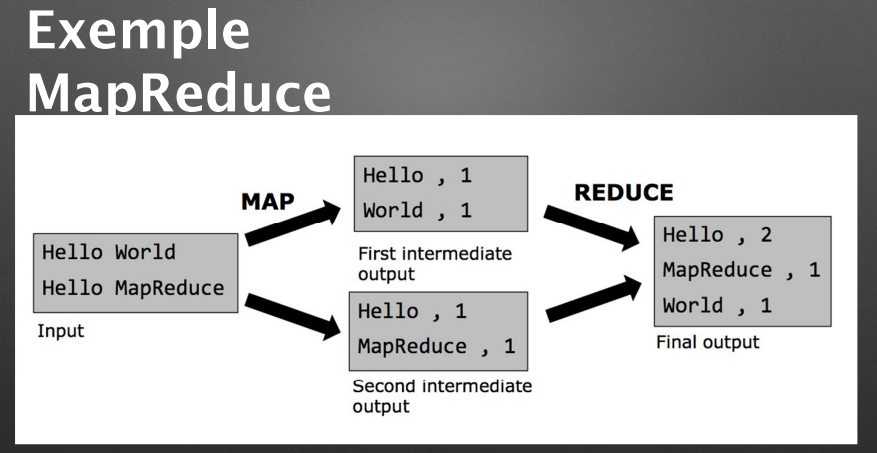 Exemple
MapReduce
MAP
REDUCE
Hello World
Hello MapReduce
Input
Hello , 1
World , 1
First intermediate
output
Hello , 1
MapReduce , 1
Second intermediate
output
Hello , 2
MapReduce , 1
World , 1
Final output